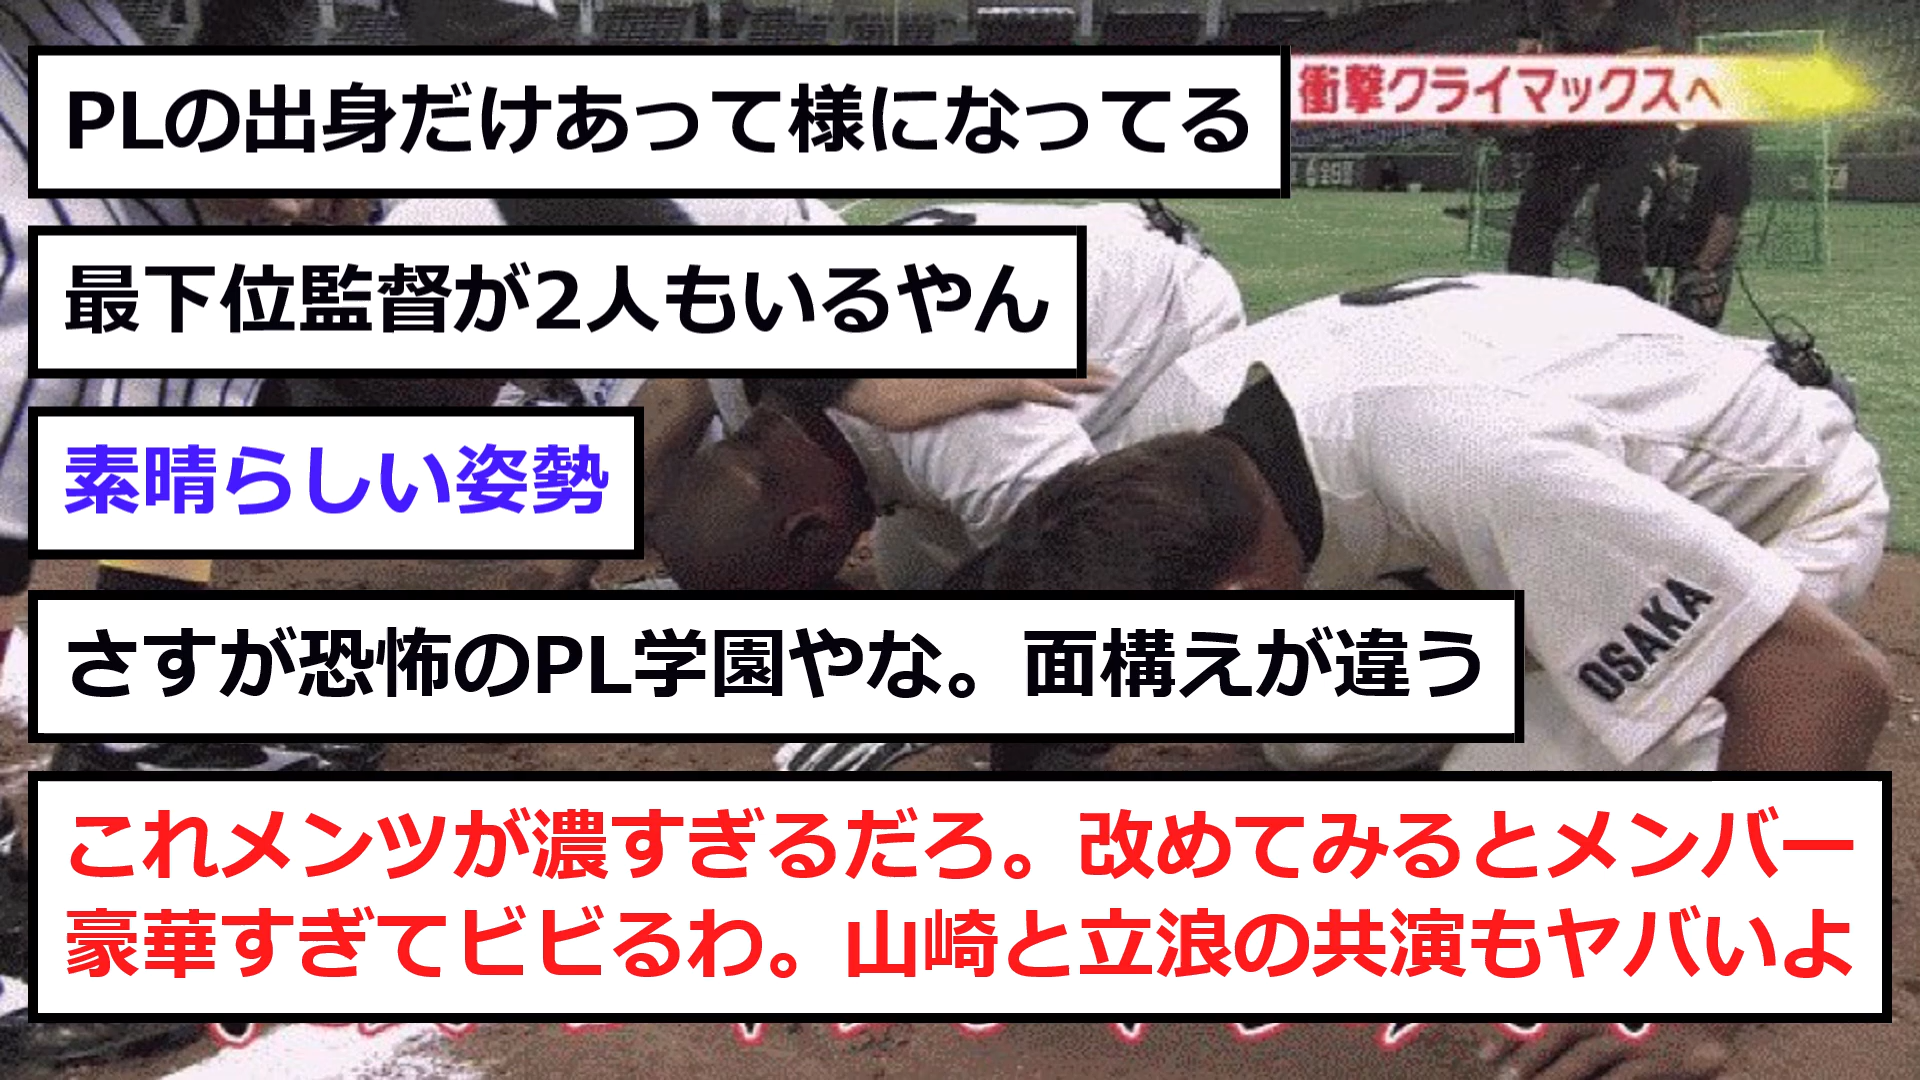 PLの出身だけあって様になってる
衝撃クライマックスへ
最下位監督が2人もいるやん
素晴らしい姿勢
さすが恐怖のPL学園やな。面構えが違う
OSAKA
これメンツが濃すぎるだろ。改めてみるとメンバー
豪華すぎてビビるわ。山崎と立浪の共演もヤバいよ